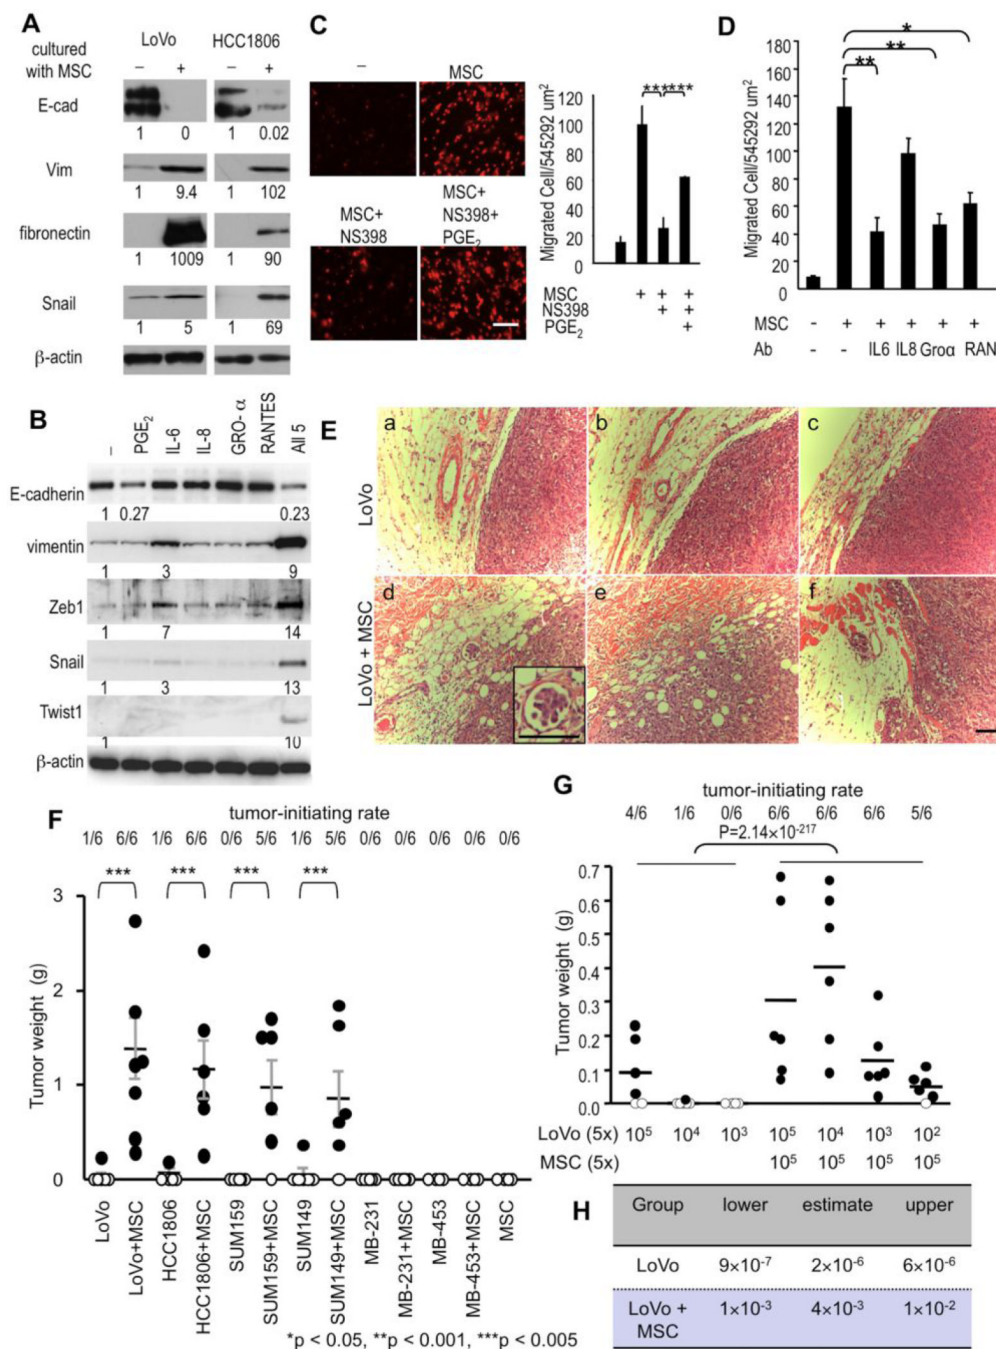 A
LoVo HCC1806
cultured with MSC
– + – +
E-cad
1 0 1 0.02
Vim
1 9.4 1 102
fibronectin
1 1009 1 90
Snail
1 5 1 69
β-actin
B
– PGE2 IL-6 IL-8 GRO- α RANTES All 5
E-cadherin
1 0.27 0.23
vimentin
1 3 9
Zeb1
1 7 14
Snail
1 3 13
Twist1
1 10
β-actin
C
– MSC
MSC+
NS398
MSC+
NS398+
PGE2
Migrated Cell/545292 um²
120
100
80
60
40
20
0
*** ***
MSC + + +
NS398 + +
PGE2 +
D
Migrated Cell/545292 um²
180
160
140
120
100
80
60
40
20
0
*
**
**
MSC - + + + + +
Ab - - IL6 IL8 Groα RAN
E
LoVo
a b c
LoVo + MSC
d e f
F
tumor-initiating rate
1/6 6/6 1/6 6/6 0/6 5/6 1/6 5/6 0/6 0/6 0/6 0/6 0/6
*** *** *** ***
Tumor weight (g)
3
2
1
0
LoVo
LoVo+MSC
HCC1806
HCC1806+MSC
SUM159
SUM159+MSC
SUM149
SUM149+MSC
MB-231
MB-231+MSC
MB-453
MB-453+MSC
MSC
*p < 0.05, **p < 0.001, ***p < 0.005
G
tumor-initiating rate
4/6 1/6 0/6 6/6 6/6 6/6 5/6
P=2.14×10⁻²¹⁷
Tumor weight (g)
0.7
0.6
0.5
0.4
0.3
0.2
0.1
0.0
LoVo (5x) 10⁵ 10⁴ 10³ 10⁵ 10⁴ 10³ 10²
MSC (5x) 10⁵ 10⁵ 10⁵ 10⁵
H
Group lower estimate upper
LoVo 9×10⁻⁷ 2×10⁻⁶ 6×10⁻⁶
LoVo + MSC 1×10⁻³ 4×10⁻³ 1×10⁻²